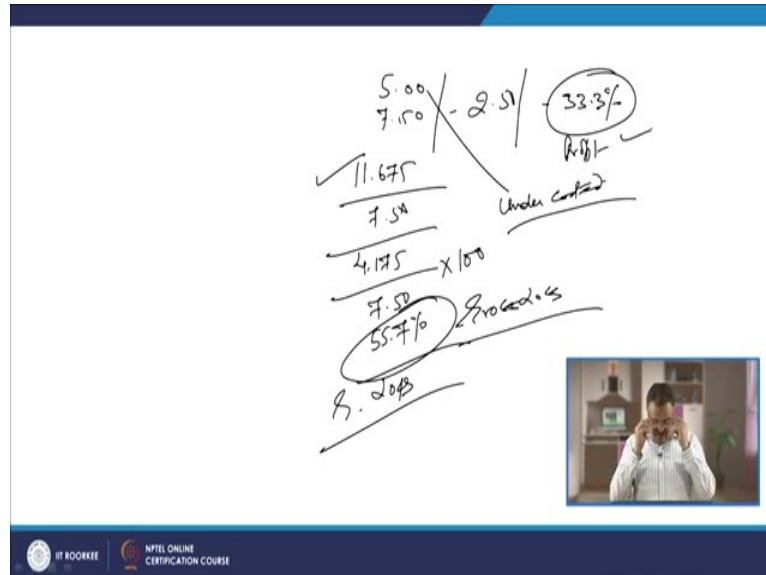 5.00
7.50 - 2.50 - 33.3%
Profit
11.675
Under costed
7.50
4.175 × 100
7.50
55.7% Gross Loss
G. Loss
IIT ROORKEE
NPTEL ONLINE
CERTIFICATION COURSE